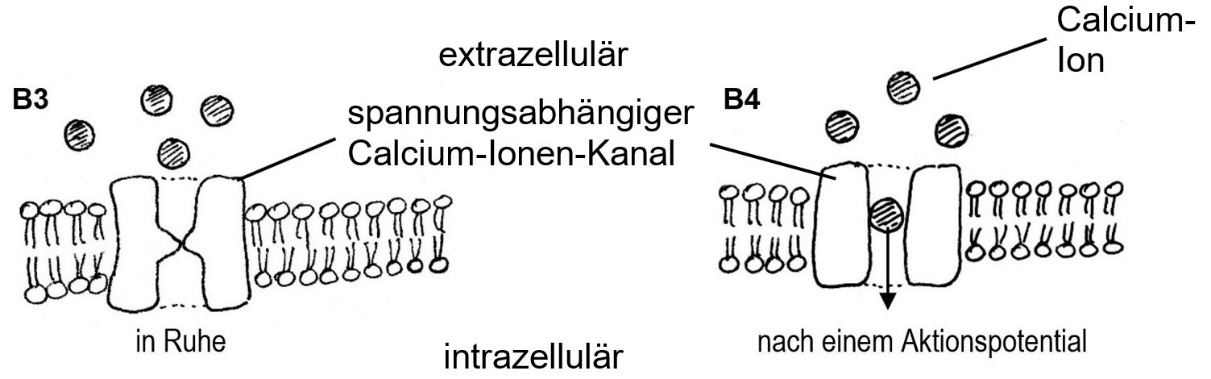 Calcium-
Ion
extrazellulär
B3
B4
spannungsabhängiger
Calcium-Ionen-Kanal
in Ruhe
nach einem Aktionspotential
intrazellulär